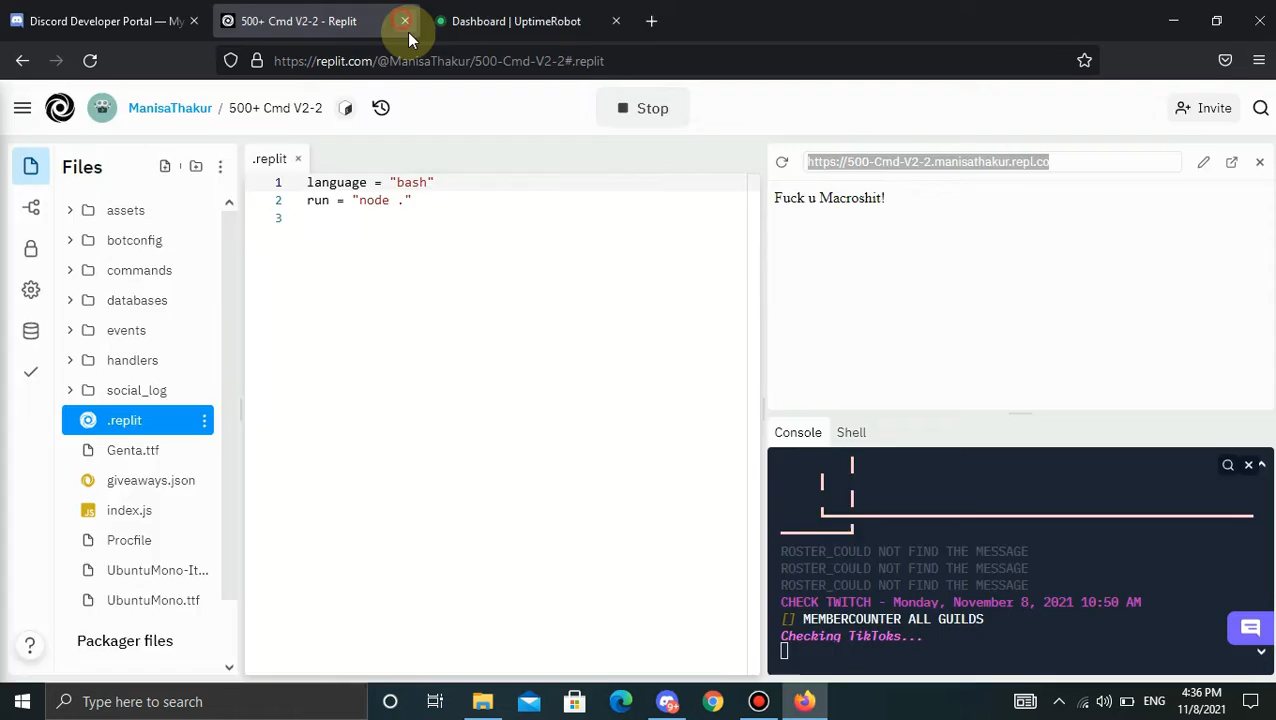 Discord Developer Portal — My
500+ Cmd V2-2 - Replit
Dashboard | UptimeRobot
https://replit.com/@ManisaThakur/500-Cmd-V2-2#.replit
ManisaThakur / 500+ Cmd V2-2
Stop
Invite
Files
assets
botconfig
commands
databases
events
handlers
social_log
.replit
Genta.ttf
giveaways.json
index.js
Procfile
UbuntuMono-It...
UbuntuMono.ttf
Packager files
.replit
1 language = "bash"
2 run = "node ."
3
https://500-Cmd-V2-2.manisathakur.repl.co
Fuck u Macroshit!
Console Shell
ROSTER_COULD NOT FIND THE MESSAGE
ROSTER_COULD NOT FIND THE MESSAGE
ROSTER_COULD NOT FIND THE MESSAGE
CHECK TWITCH - Monday, November 8, 2021 10:50 AM
[] MEMBERCOUNTER ALL GUILDS
Checking TikToks...
Type here to search
ENG
4:36 PM
11/8/2021